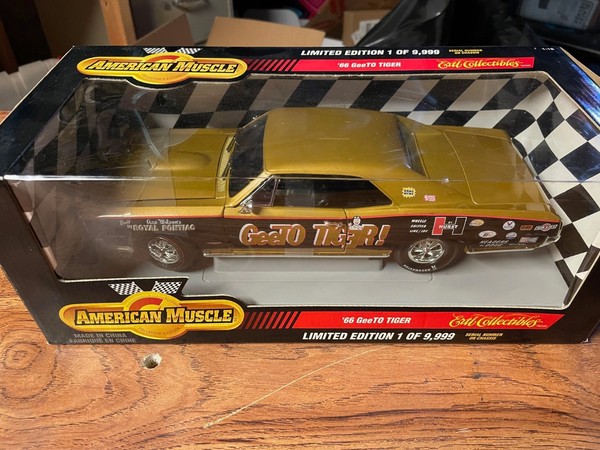 LIMITED EDITION 1 OF 9,999
SERIAL NUMBER
ON CHASSIS
AMERICAN MUSCLE
'66 GeeTO TIGER
Ertl Collectibles
1:18
Royal Pontiac
GeeTO TIGER!
HURST
AMERICAN MUSCLE
'66 GeeTO TIGER
Ertl Collectibles
MADE IN CHINA
FABRIQUÉ EN CHINE
LIMITED EDITION 1 OF 9,999
SERIAL NUMBER
ON CHASSIS